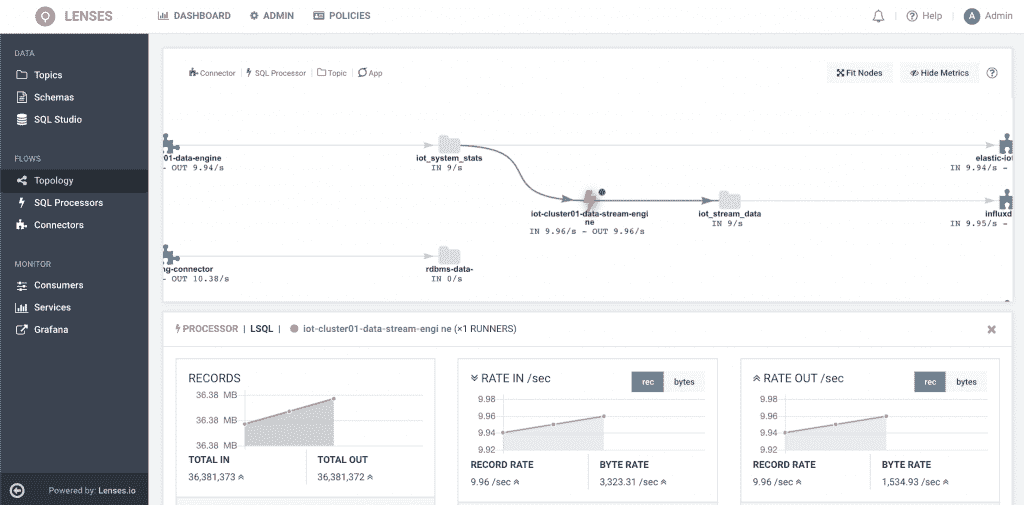 LENSES
DASHBOARD
ADMIN
POLICIES
Help
A
Admin
DATA
Topics
Schemas
SQL Studio
FLOWS
Topology
SQL Processors
Connectors
MONITOR
Consumers
Services
Grafana
Powered by: Lenses.io
Connector
SQL Processor
Topic
App
Fit Nodes
Hide Metrics
01-data-engine
- OUT 9.94/s
iot_system_stats
IN 9/s
elastic-iot
IN 9.94/s -
iot-cluster01-data-stream-engi
ne
IN 9.96/s - OUT 9.96/s
iot_stream_data
IN 9/s
influxd
IN 9.95/s -
ng-connector
- OUT 10.38/s
rdbms-data-
IN 0/s
PROCESSOR | LSQL | iot-cluster01-data-stream-engi ne (×1 RUNNERS)
RECORDS
36.38 MB
36.38 MB
36.38 MB
TOTAL IN
36,381,373
TOTAL OUT
36,381,372
RATE IN /sec
rec
bytes
9.98
9.96
9.94
9.92
RECORD RATE
9.96 /sec
BYTE RATE
3,323.31 /sec
RATE OUT /sec
rec
bytes
9.98
9.96
9.94
9.92
RECORD RATE
9.96 /sec
BYTE RATE
1,534.93 /sec